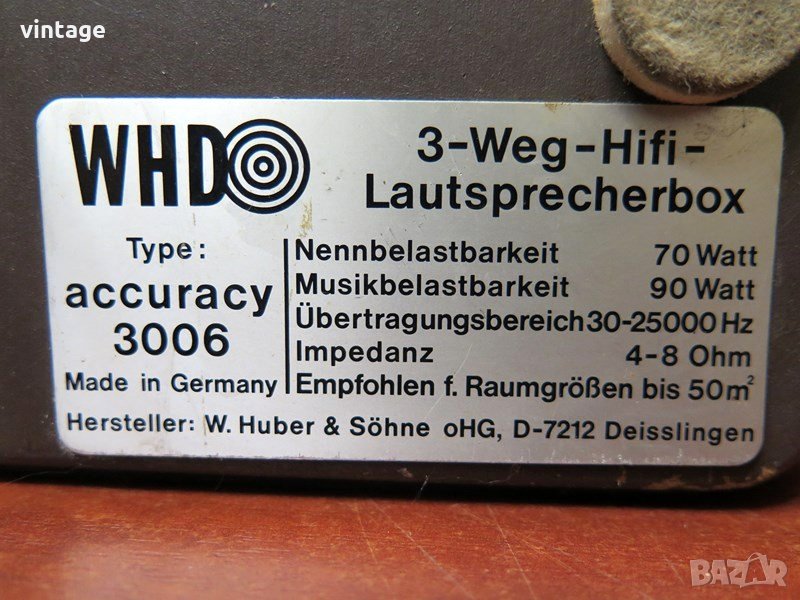 vintage
WHD
3-Weg-Hifi-
Lautsprecherbox
Type:
accuracy
3006
Made in Germany
Nennbelastbarkeit 70 Watt
Musikbelastbarkeit 90 Watt
Übertragungsbereich 30-25000 Hz
Impedanz 4-8 Ohm
Empfohlen f. Raumgrößen bis 50m²
Hersteller: W. Huber & Söhne oHG, D-7212 Deisslingen
BAZAR